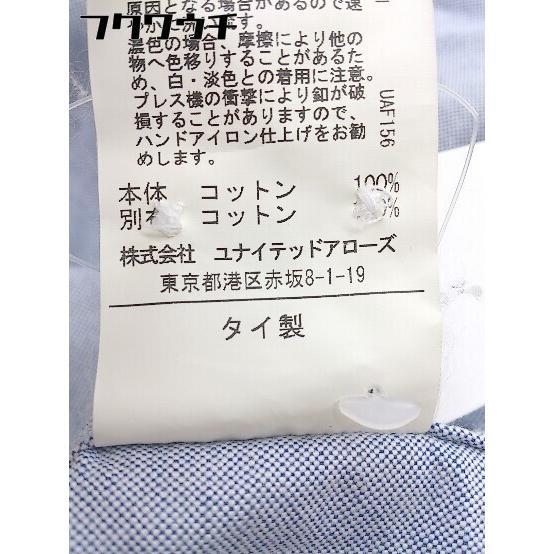 フクウウチ
原因となる場合があるので速
やかに
濃色の場合、摩擦により他の
物へ色移りすることがあるた
め、白・淡色との着用に注意。
プレス機の衝撃により釦が破
損することがありますので、
ハンドアイロン仕上げをお勧
めします。
UAF156
本体 コットン 100%
別布 コットン
株式会社 ユナイテッドアローズ
東京都港区赤坂8-1-19
タイ製